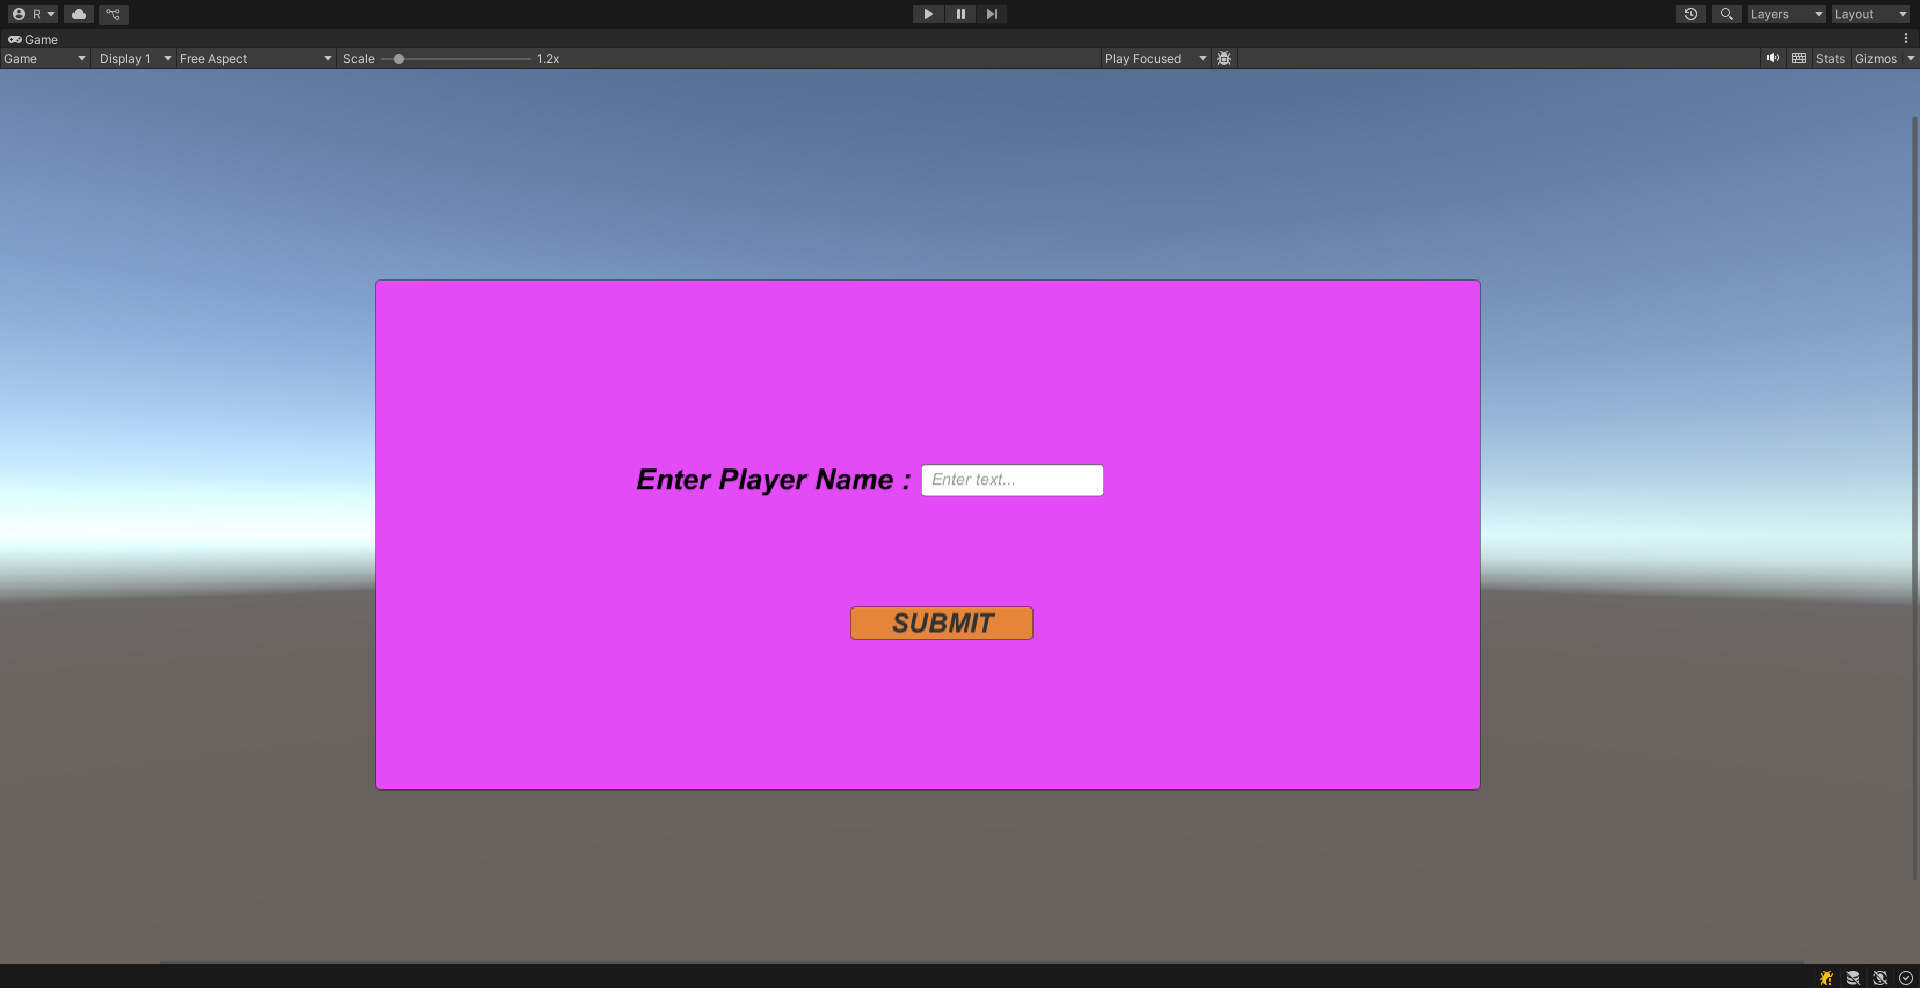 R
Layers
Layout
Game
Game
Display 1
Free Aspect
Scale
1.2x
Play Focused
Stats
Gizmos
Enter Player Name :
Enter text...
SUBMIT